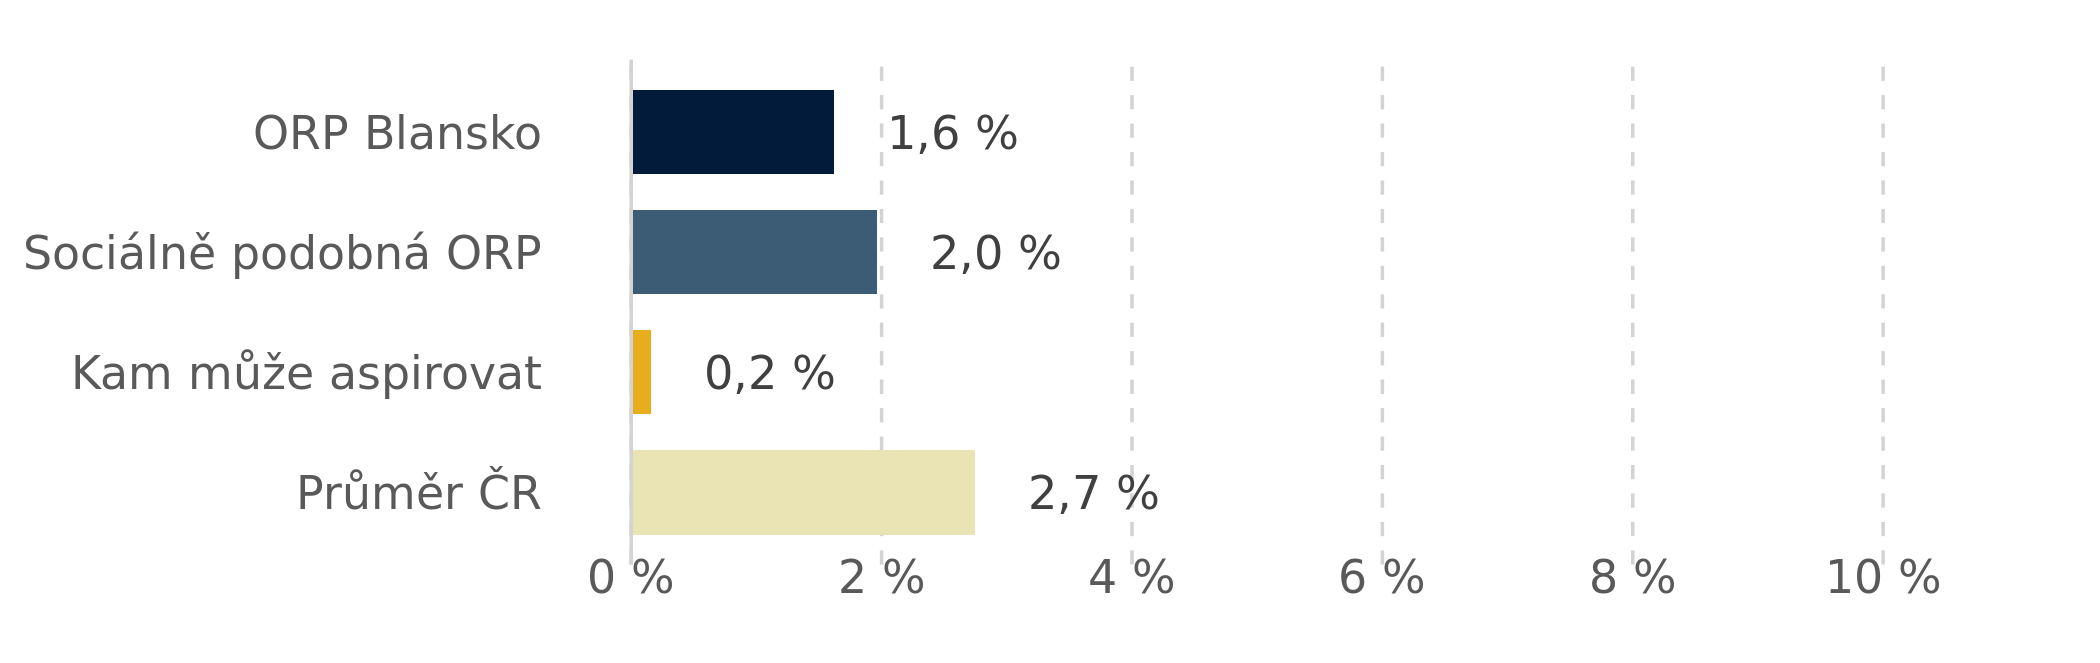 ORP Blansko
1,6 %
Sociálně podobná ORP
2,0 %
Kam může aspirovat
0,2 %
Průměr ČR
2,7 %
0 % 2 % 4 % 6 % 8 % 10 %